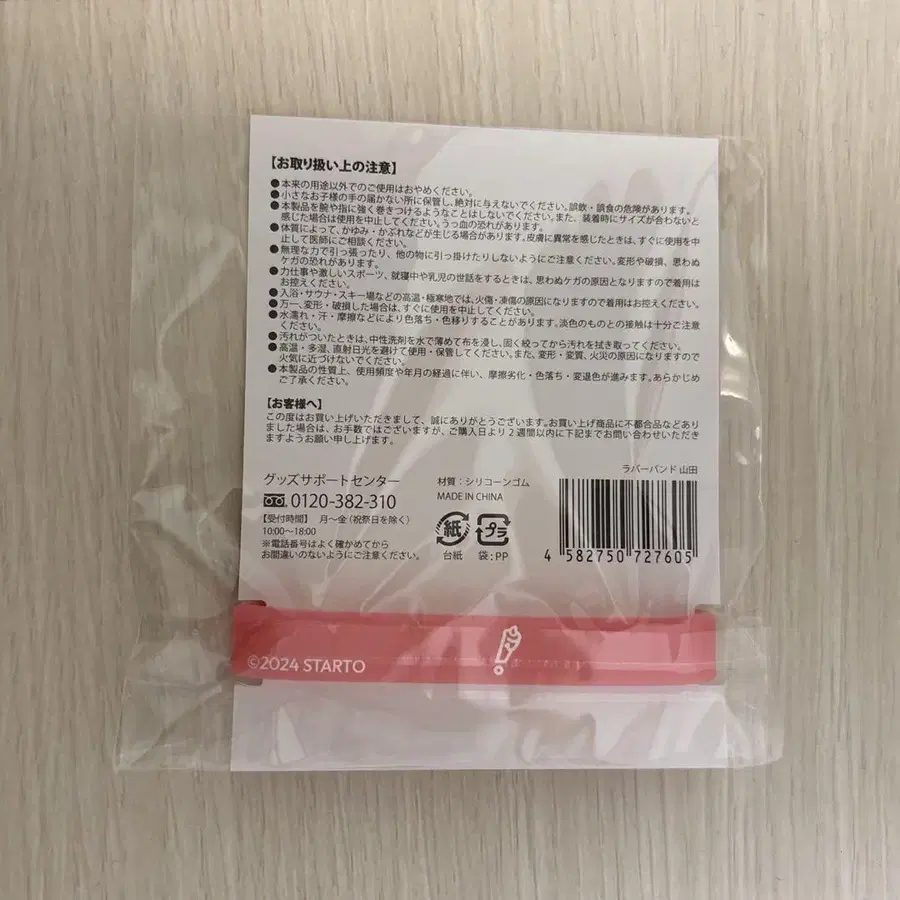 【お取り扱い上の注意】
●本来の用途以外でのご使用はおやめください。
●小さなお子様の手の届かない所に保管し、絶対に与えないでください。誤飲・誤食の危険があります。
●本製品を腕や指に強く巻きつけるようなことはしないでください。また、装着時にサイズが合わないと
感じた場合は使用を中止してください。うっ血の恐れがあります。
●体質によって、かゆみ・かぶれなどが生じる場合があります。皮膚に異常を感じたときは、すぐに使用を中
止して医師にご相談ください。
●無理な力で引っ張ったり、他の物に引っ掛けたりしないようにご注意ください。変形や破損、思わぬ
ケガの恐れがあります。
●力仕事や激しいスポーツ、就寝中や乳児の世話をするときは、思わぬケガの原因となりますので着用は
お控えください。
●入浴・サウナ・スキー場などの高温・極寒地では、火傷・凍傷の原因になりますので着用はお控えください。
●万一、変形・破損した場合は、すぐに使用を中止してください。
●水濡れ・汗・摩擦などにより色落ち・色移りすることがあります。淡色のものとの接触は十分ご注意
ください。
●汚れがついたときは、中性洗剤を水で薄めて布を浸し、固く絞ってから汚れを拭き取ってください。
●高温・多湿、直射日光を避けて使用・保管してください。また、変形・変質、火災の原因になりますので
火気に近づけないでください。
●本製品の性質上、使用頻度や年月の経過に伴い、摩擦劣化・色落ち・変退色が進みます。あらかじめ
ご了承ください。
【お客様へ】
この度はお買い上げいただきまして、誠にありがとうございます。お買い上げ商品に不都合品などあり
ました場合は、お手数ではございますが、ご購入日より2週間以内に下記までお問い合わせいただき
ますようお願い申し上げます。
グッズサポートセンター
0120-382-310
【受付時間】 月〜金（祝祭日を除く）
10:00〜18:00
※電話番号はよく確かめてから
お間違いのないようにご注意ください。
材質：シリコーンゴム
MADE IN CHINA
紙
プラ
台紙 袋：PP
ラバーバンド 山田
4 582750 727605
©2024 STARTO